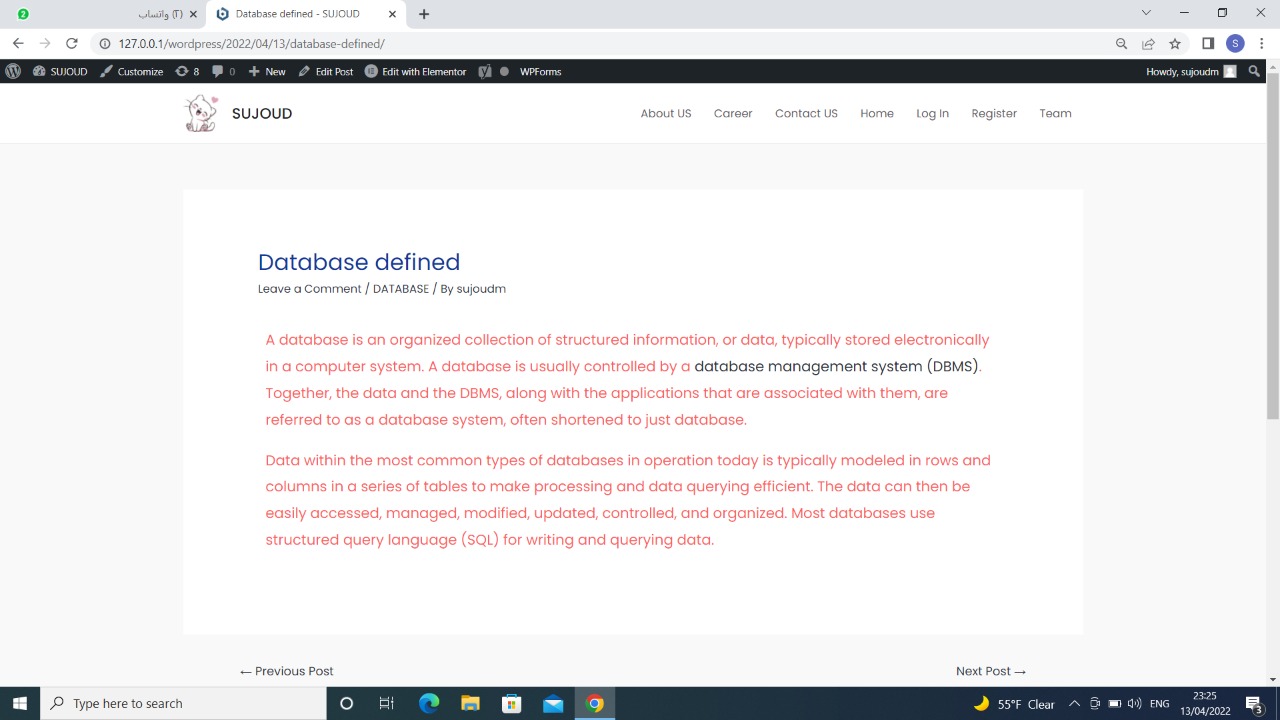 2
(2) واتساب
Database defined - SUJOUD
127.0.0.1/wordpress/2022/04/13/database-defined/
S
SUJOUD Customize 8 0 New Edit Post Edit with Elementor WPForms Howdy, sujoudm
SUJOUD
About US Career Contact US Home Log In Register Team
Database defined
Leave a Comment / DATABASE / By sujoudm
A database is an organized collection of structured information, or data, typically stored electronically
in a computer system. A database is usually controlled by a database management system (DBMS).
Together, the data and the DBMS, along with the applications that are associated with them, are
referred to as a database system, often shortened to just database.
Data within the most common types of databases in operation today is typically modeled in rows and
columns in a series of tables to make processing and data querying efficient. The data can then be
easily accessed, managed, modified, updated, controlled, and organized. Most databases use
structured query language (SQL) for writing and querying data.
← Previous Post Next Post →
Type here to search
55°F Clear
ENG
23:25
13/04/2022
3